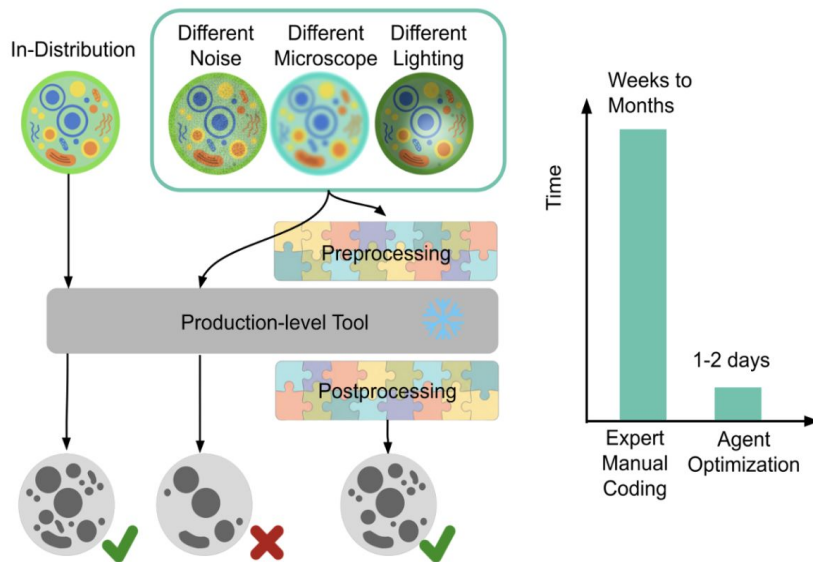 In-Distribution
Different
Noise
Different
Microscope
Different
Lighting
Preprocessing
Production-level Tool
Postprocessing
Weeks to
Months
Time
1-2 days
Expert
Manual
Coding
Agent
Optimization